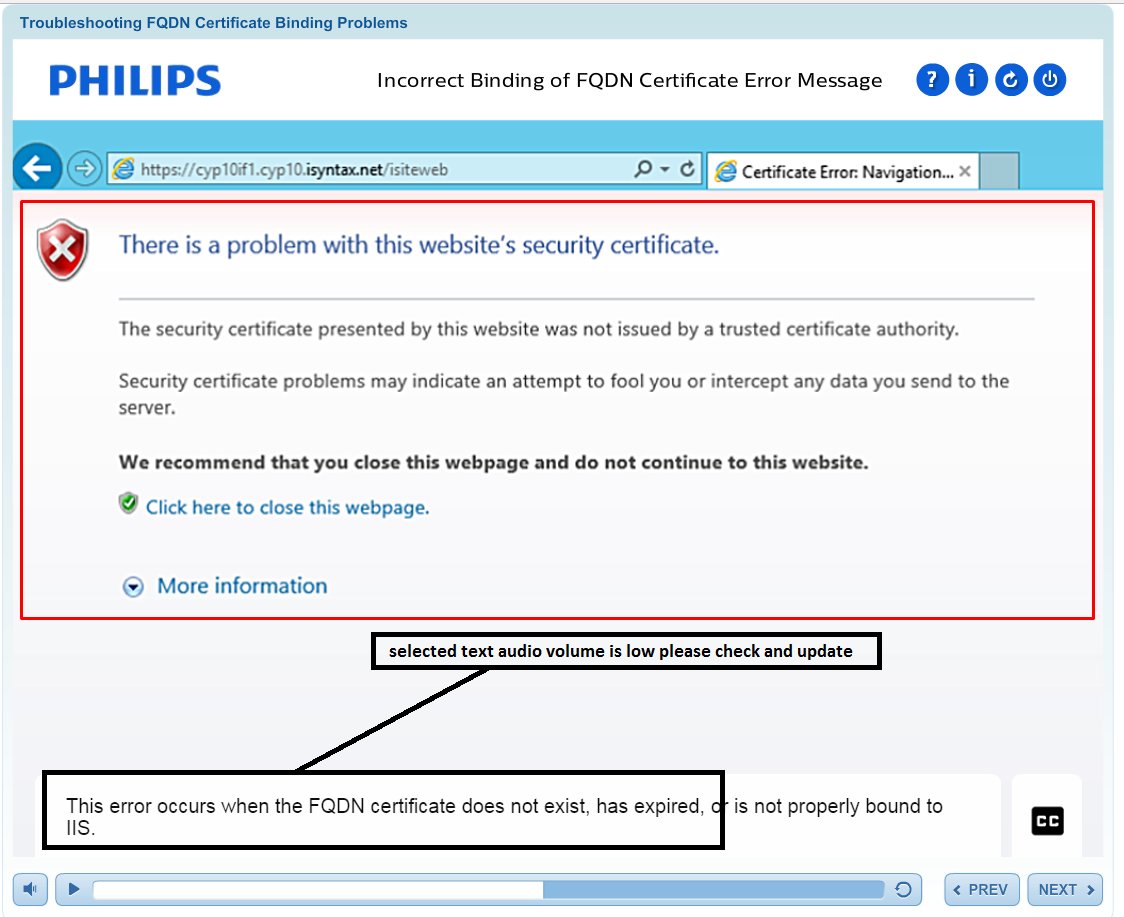 Troubleshooting FQDN Certificate Binding Problems
PHILIPS
Incorrect Binding of FQDN Certificate Error Message
? i
https://cyp10if1.cyp10.isyntax.net/isiteweb
Certificate Error: Navigation...
There is a problem with this website's security certificate.
The security certificate presented by this website was not issued by a trusted certificate authority.
Security certificate problems may indicate an attempt to fool you or intercept any data you send to the
server.
We recommend that you close this webpage and do not continue to this website.
Click here to close this webpage.
More information
selected text audio volume is low please check and update
This error occurs when the FQDN certificate does not exist, has expired, or is not properly bound to
IIS.
CC
PREV
NEXT